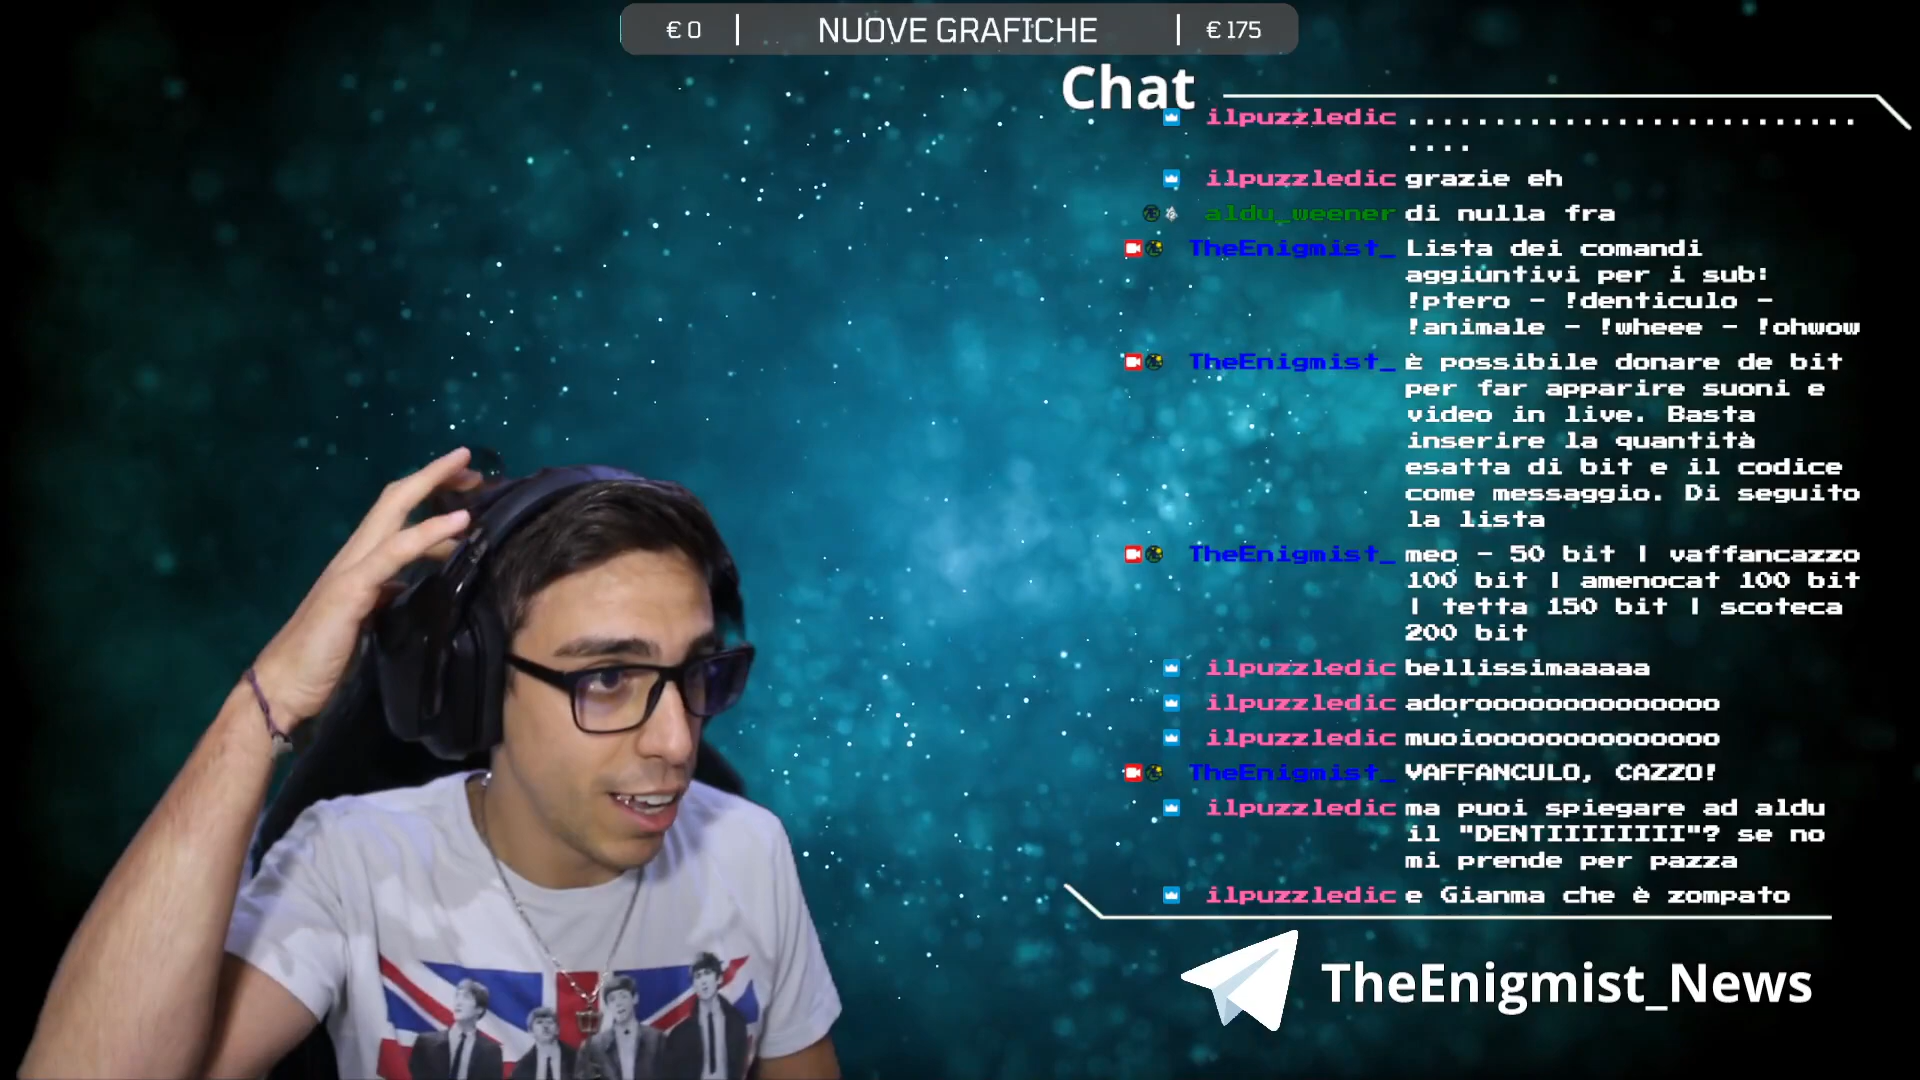 € 0 | NUOVE GRAFICHE | € 175
Chat
ilpuzzledic ..........................
....
ilpuzzledic grazie eh
aldu_weener di nulla fra
TheEnigmist_ Lista dei comandi
aggiuntivi per i sub:
!ptero - !denticulo -
!animale - !wheee - !ohwow
TheEnigmist_ È possibile donare de bit
per far apparire suoni e
video in live. Basta
inserire la quantità
esatta di bit e il codice
come messaggio. Di seguito
la lista
TheEnigmist_ meo - 50 bit | vaffancazzo
100 bit | amenocat 100 bit
| tetta 150 bit | scoteca
200 bit
ilpuzzledic bellissimaaaaa
ilpuzzledic adoroooooooooooooo
ilpuzzledic muoioooooooooooooo
TheEnigmist_ VAFFANCULO, CAZZO!
ilpuzzledic ma puoi spiegare ad aldu
il "DENTIIIIIIII"? se no
mi prende per pazza
ilpuzzledic e Gianma che è zompato
TheEnigmist_News